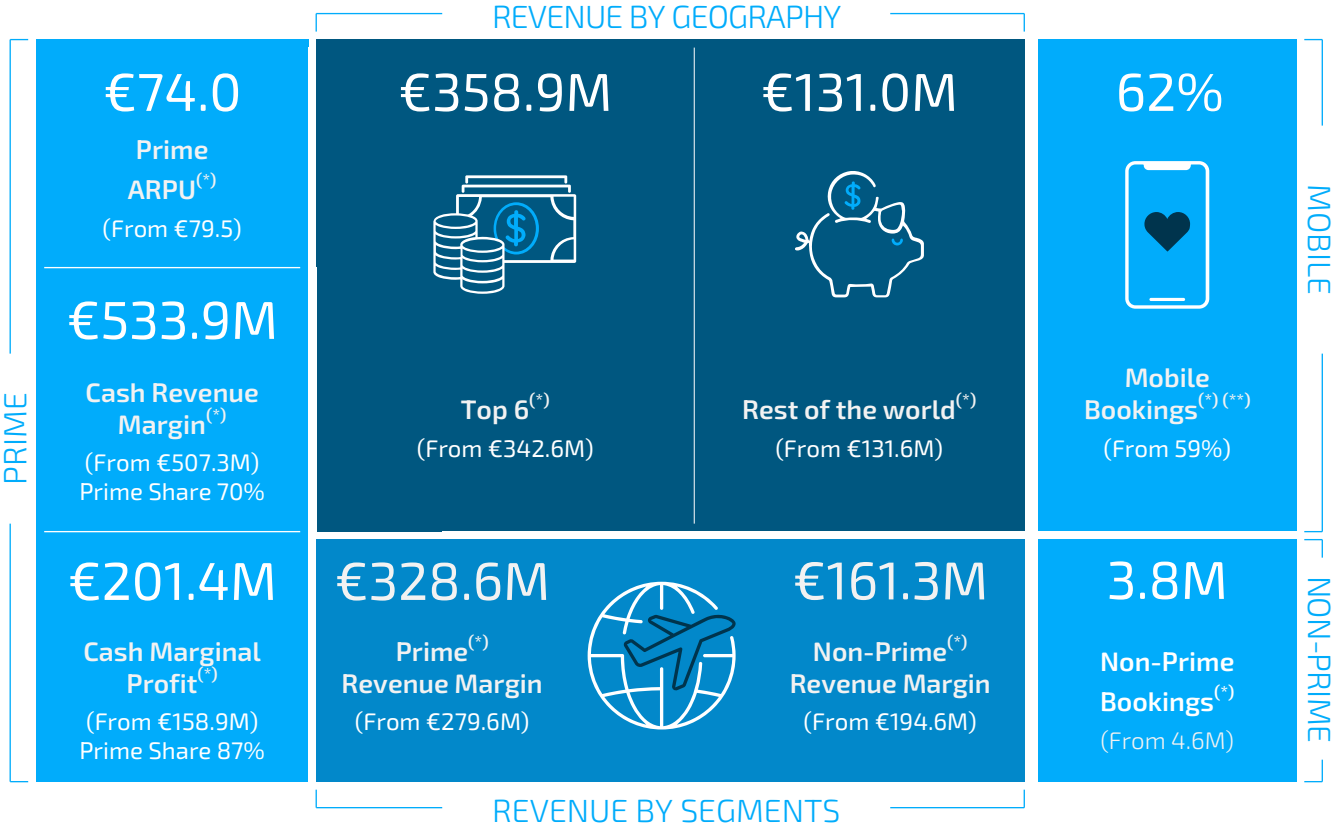 REVENUE BY GEOGRAPHY
PRIME
€74.0
Prime
ARPU(*)
(From €79.5)
€533.9M
Cash Revenue
Margin(*)
(From €507.3M)
Prime Share 70%
€201.4M
Cash Marginal
Profit(*)
(From €158.9M)
Prime Share 87%
€358.9M
$
Top 6(*)
(From €342.6M)
€131.0M
$
Rest of the world(*)
(From €131.6M)
€328.6M
Prime(*)
Revenue Margin
(From €279.6M)
€161.3M
Non-Prime(*)
Revenue Margin
(From €194.6M)
REVENUE BY SEGMENTS
62%
Mobile
Bookings(*) (**)
(From 59%)
MOBILE
3.8M
Non-Prime
Bookings(*)
(From 4.6M)
NON-PRIME